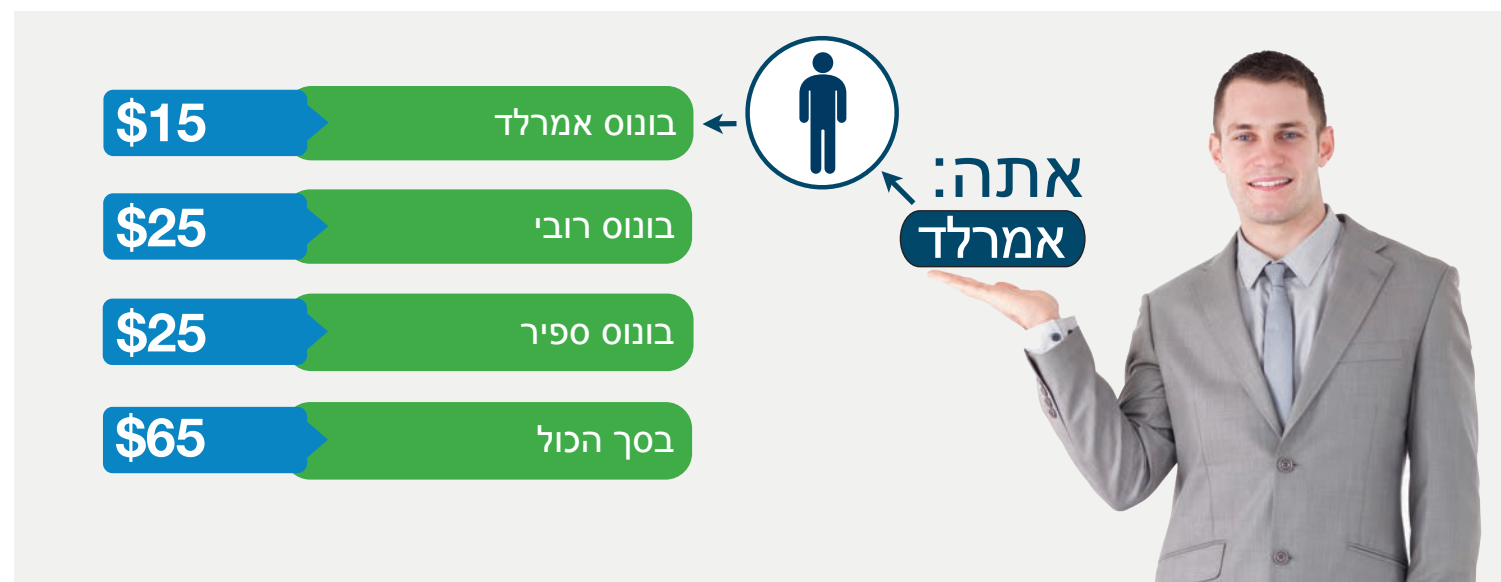 אתה:
אמרלד
בונוס אמרלד $15
בונוס רובי $25
בונוס ספיר $25
בסך הכול $65